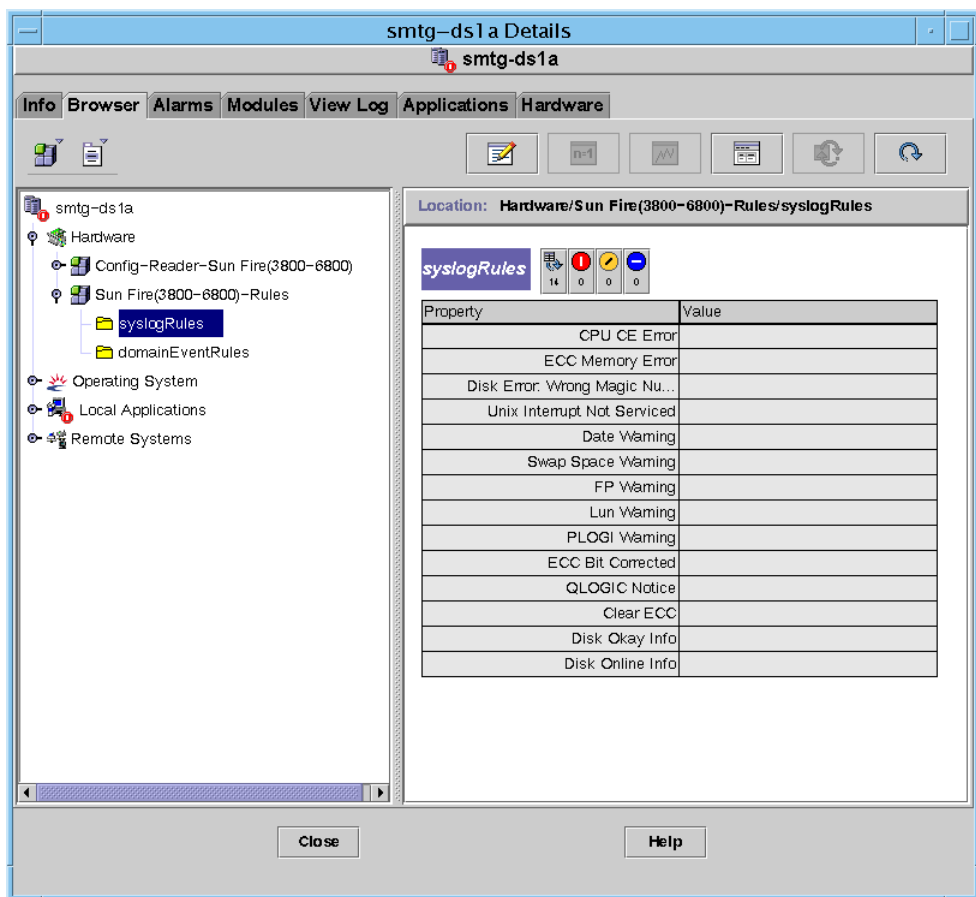 smtg-ds1a Details
smtg-ds1a
Info Browser Alarms Modules View Log Applications Hardware
n=1
smtg-ds1a
Hardware
Config-Reader-Sun Fire(3800-6800)
Sun Fire(3800-6800)-Rules
syslogRules
domainEventRules
Operating System
Local Applications
Remote Systems
Location: Hardware/Sun Fire(3800-6800)-Rules/syslogRules
syslogRules 14 0 0 0
Property Value
CPU CE Error
ECC Memory Error
Disk Error: Wrong Magic Nu...
Unix Interrupt Not Serviced
Date Warning
Swap Space Warning
FP Warning
Lun Warning
PLOGI Warning
ECC Bit Corrected
QLOGIC Notice
Clear ECC
Disk Okay Info
Disk Online Info
Close Help